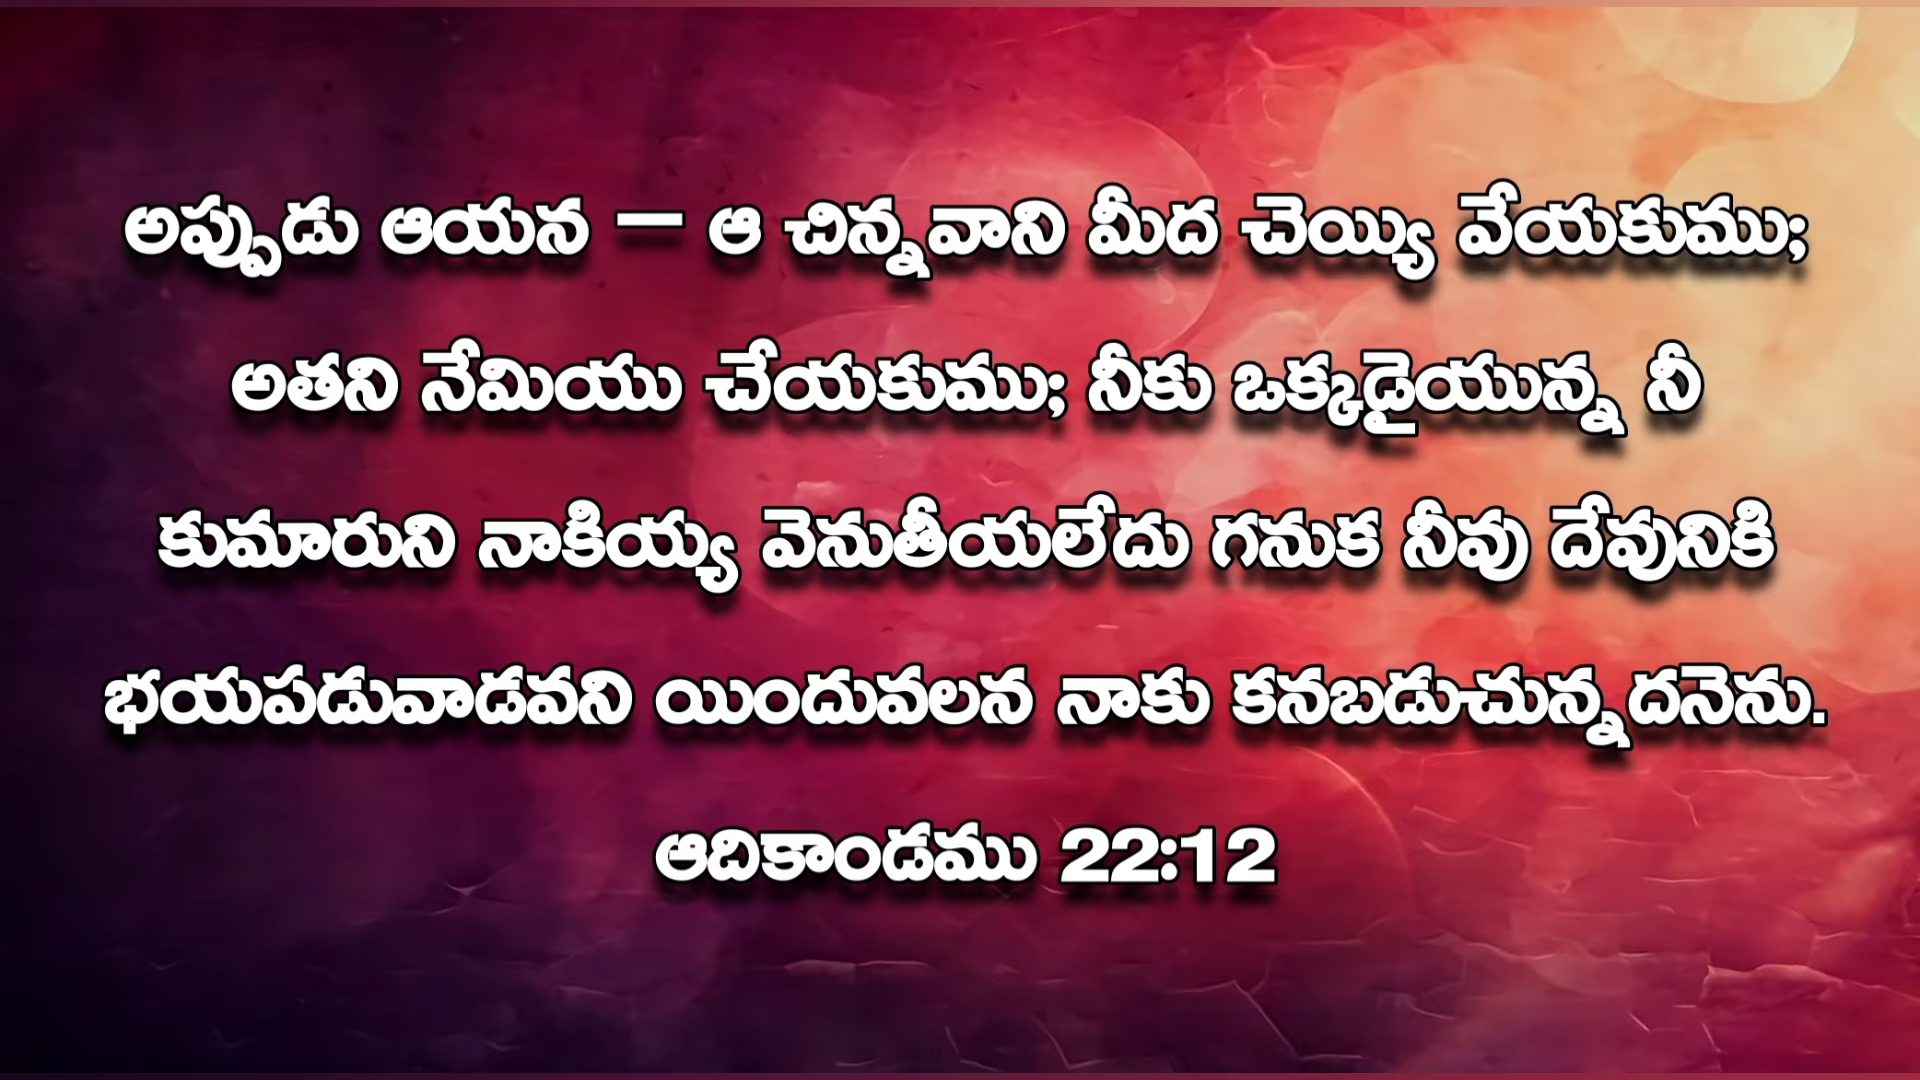 అప్పుడు ఆయన – ఆ చిన్నవాని మీద చెయ్యి వేయకుము;
అతని నేమియు చేయకుము; నీకు ఒక్కడైయున్న నీ
కుమారుని నాకియ్య వెనుతీయలేదు గనుక నీవు దేవునికి
భయపడువాడవని యిందువలన నాకు కనబడుచున్నదనెను.
ఆదికాండము 22:12